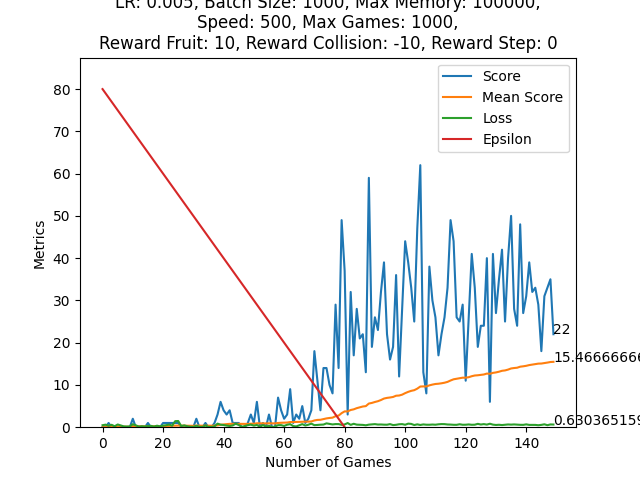 LR: 0.005, Batch Size: 1000, Max Memory: 100000,
Speed: 500, Max Games: 1000,
Reward Fruit: 10, Reward Collision: -10, Reward Step: 0
Score
Mean Score
Loss
Epsilon
80
70
60
50
40
30
20
10
0
Metrics
22
15.46666666
0.630365159
0 20 40 60 80 100 120 140
Number of Games